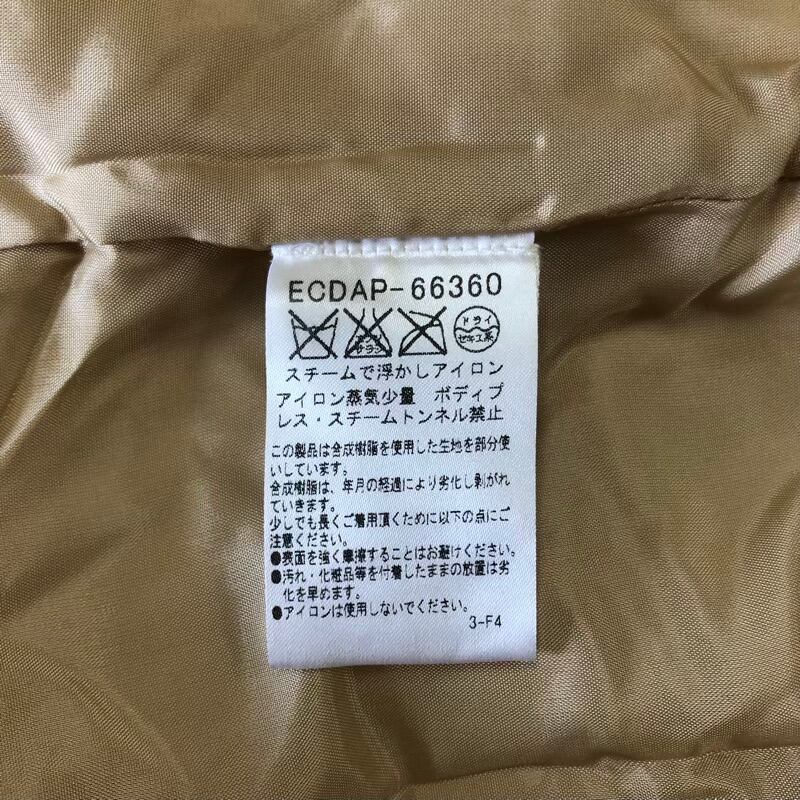 ECDAP-66360
サラシ
ドライ
セキユ系
スチームで浮かしアイロン
アイロン蒸気少量 ボディプ
レス・スチームトンネル禁止
この製品は合成樹脂を使用した生地を部分使
いしています。
合成樹脂は、年月の経過により劣化し剥がれ
ていきます。
少しでも長くご着用頂くために以下の点にご
注意ください。
●表面を強く摩擦することはお避けください。
●汚れ・化粧品等を付着したままの放置は劣
化を早めます。
●アイロンは使用しないでください。
3-F4